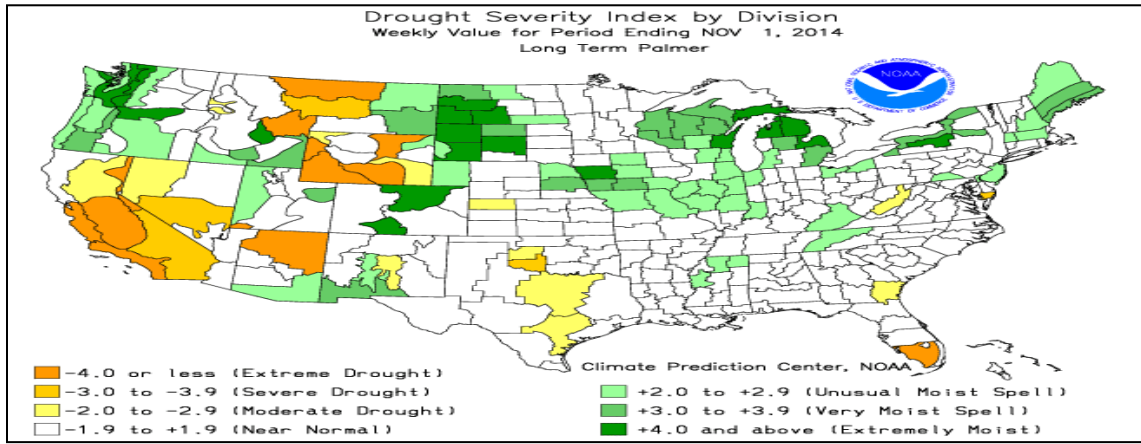 Drought Severity Index by Division
Weekly Value for Period Ending NOV 1, 2014
Long Term Palmer
NOAA
Climate Prediction Center, NOAA
-4.0 or less (Extreme Drought)
-3.0 to -3.9 (Severe Drought)
-2.0 to -2.9 (Moderate Drought)
-1.9 to +1.9 (Near Normal)
+2.0 to +2.9 (Unusual Moist Spell)
+3.0 to +3.9 (Very Moist Spell)
+4.0 and above (Extremely Moist)